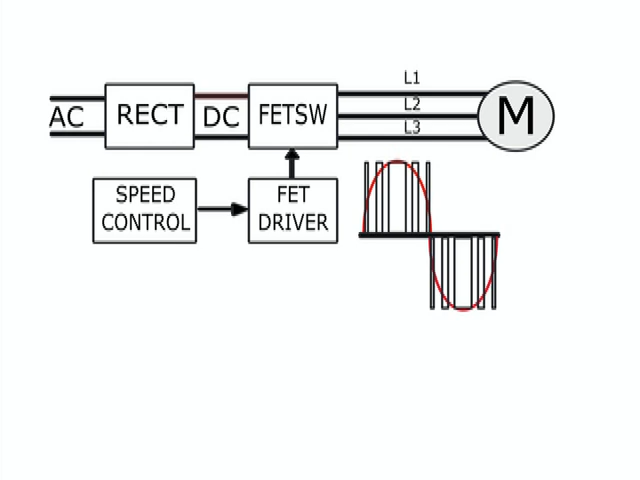 L1
L2
L3
AC
RECT
DC
FETSW
M
SPEED
CONTROL
FET
DRIVER